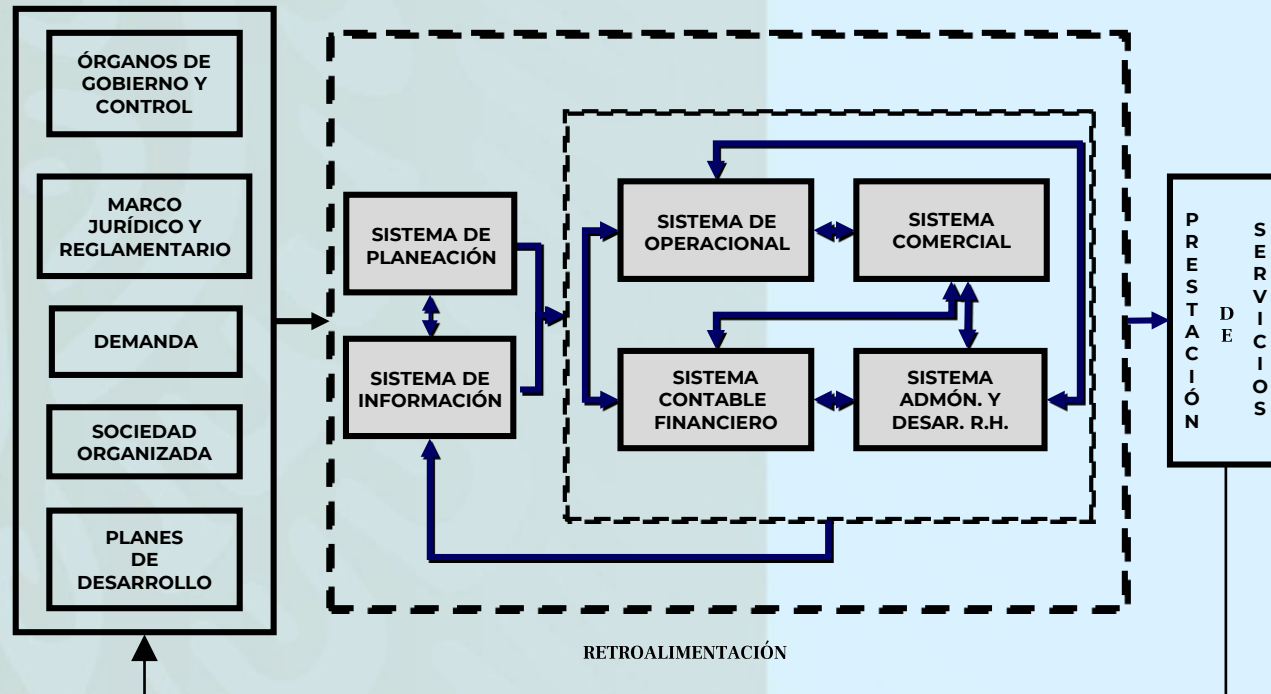 ÓRGANOS DE
GOBIERNO Y
CONTROL
MARCO
JURÍDICO Y
REGLAMENTARIO
DEMANDA
SOCIEDAD
ORGANIZADA
PLANES
DE
DESARROLLO
SISTEMA DE
PLANEACIÓN
SISTEMA DE
INFORMACIÓN
SISTEMA DE
OPERACIONAL
SISTEMA
COMERCIAL
SISTEMA
CONTABLE
FINANCIERO
SISTEMA
ADMÓN. Y
DESAR. R.H.
PRESTACIÓN
DE
SERVICIOS
RETROALIMENTACIÓN